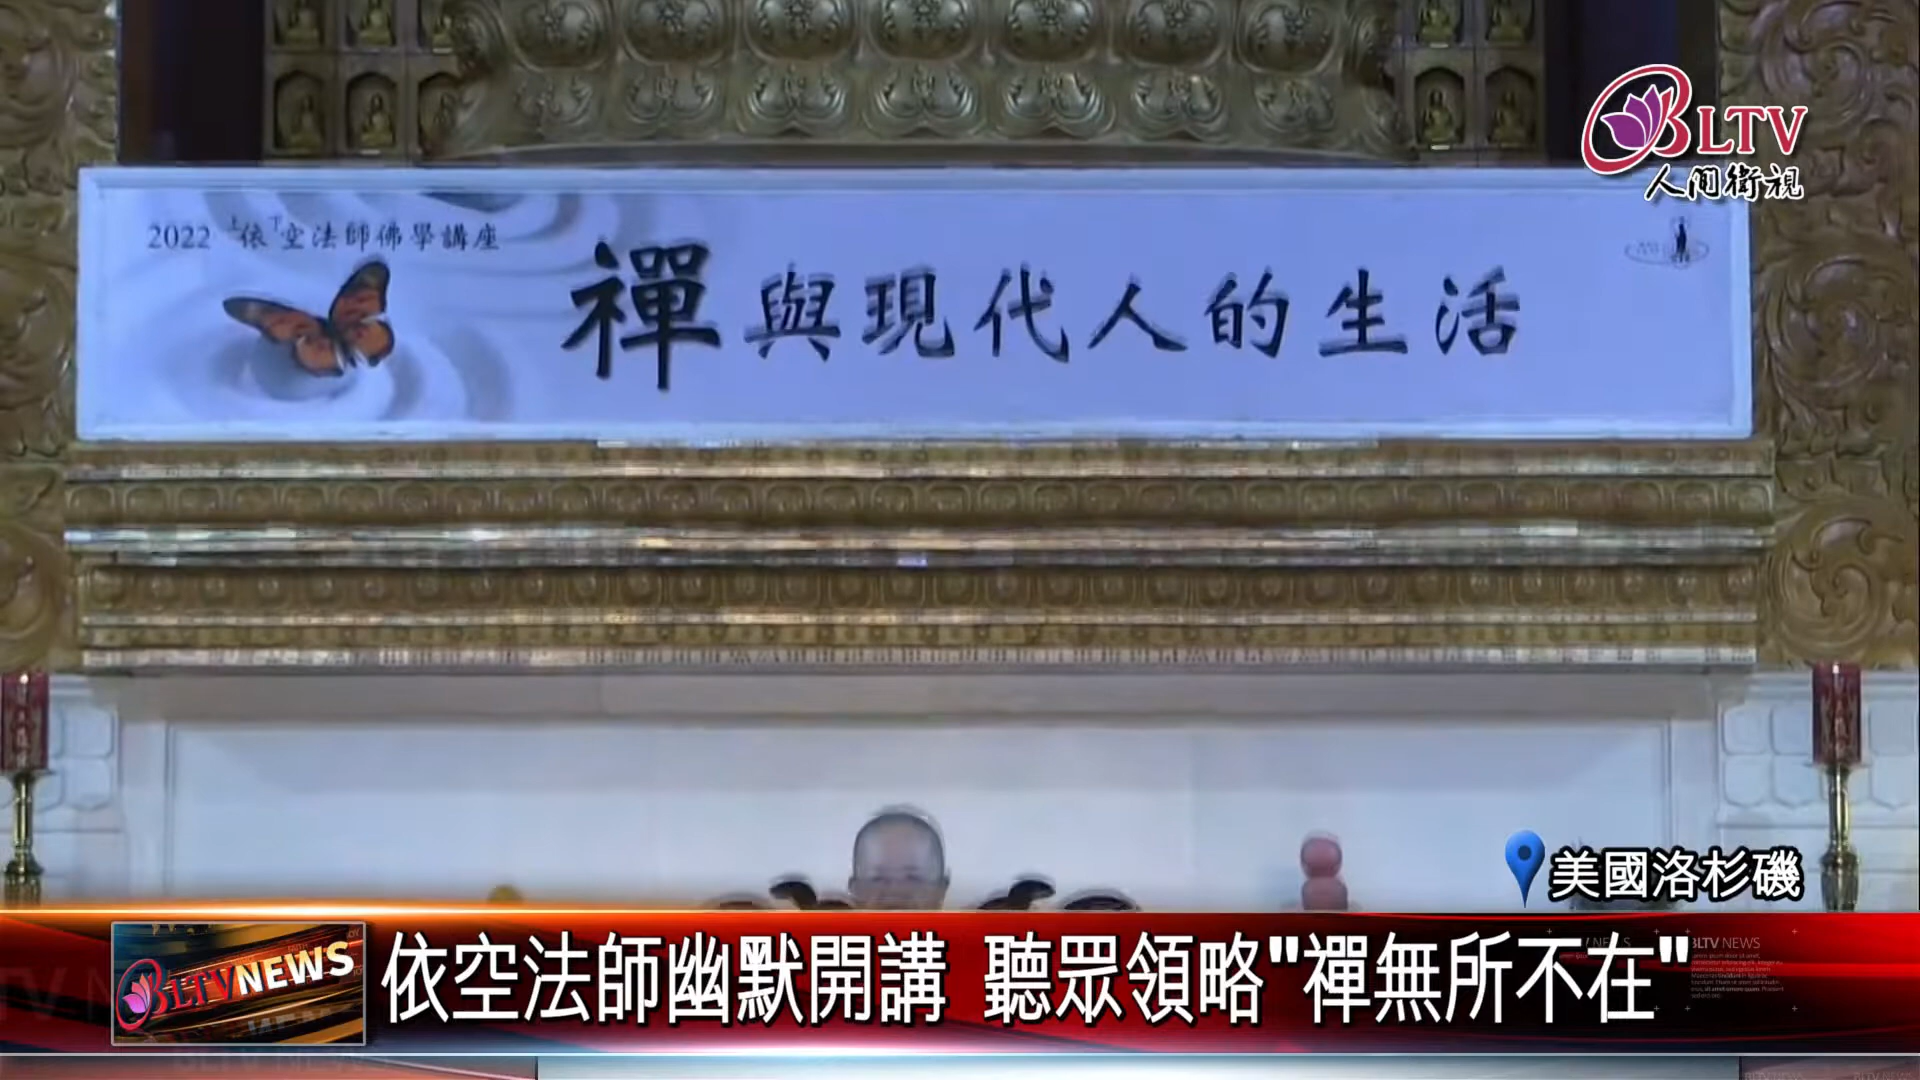 BLTV
人間衛視
2022 上依下空法師佛學講座
禪與現代人的生活
美國洛杉磯
BLTV NEWS
依空法師幽默開講 聽眾領略"禪無所不在"
BLTV NEWS